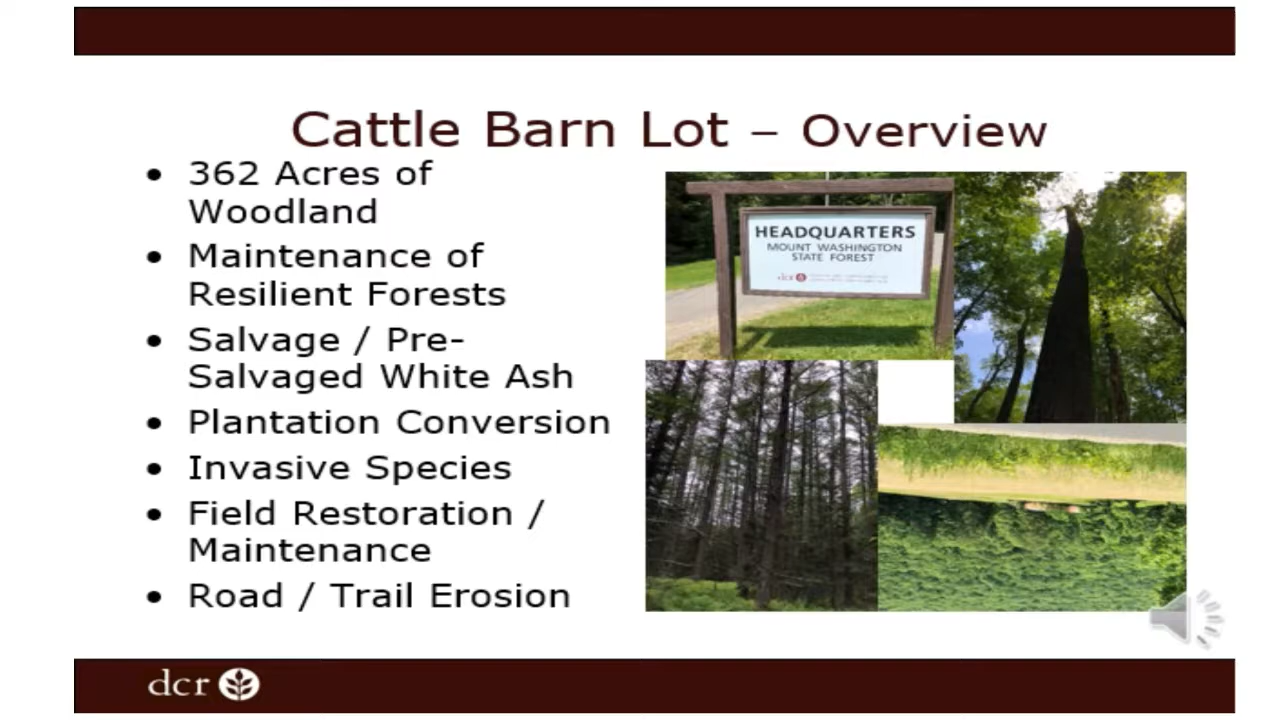 Cattle Barn Lot – Overview
• 362 Acres of
Woodland
• Maintenance of
Resilient Forests
• Salvage / Pre-
Salvaged White Ash
• Plantation Conversion
• Invasive Species
• Field Restoration /
Maintenance
• Road / Trail Erosion
HEADQUARTERS
MOUNT WASHINGTON
STATE FOREST
dcr
dcr